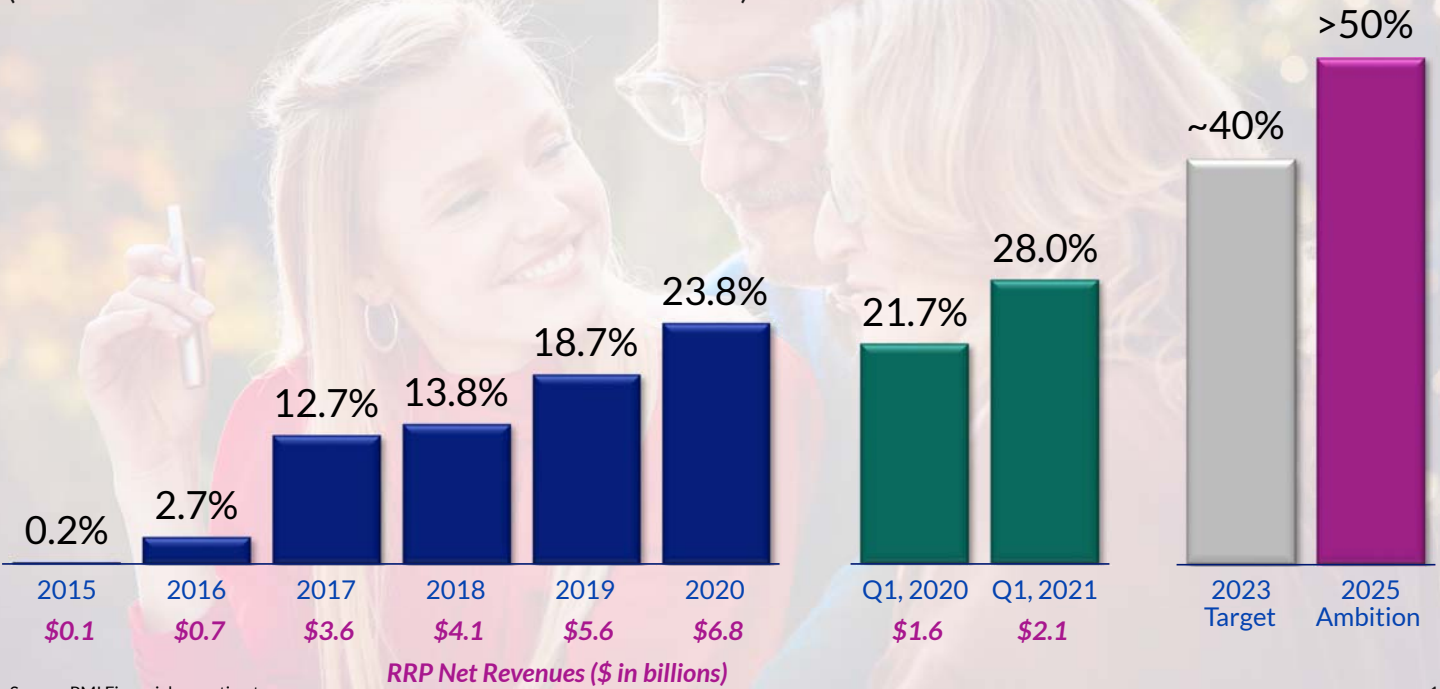 >50%
~40%
28.0%
23.8%
21.7%
18.7%
13.8%
12.7%
2.7%
0.2%
2015 2016 2017 2018 2019 2020 Q1, 2020 Q1, 2021 2023 2025
Target Ambition
$0.1 $0.7 $3.6 $4.1 $5.6 $6.8 $1.6 $2.1
RRP Net Revenues ($ in billions)